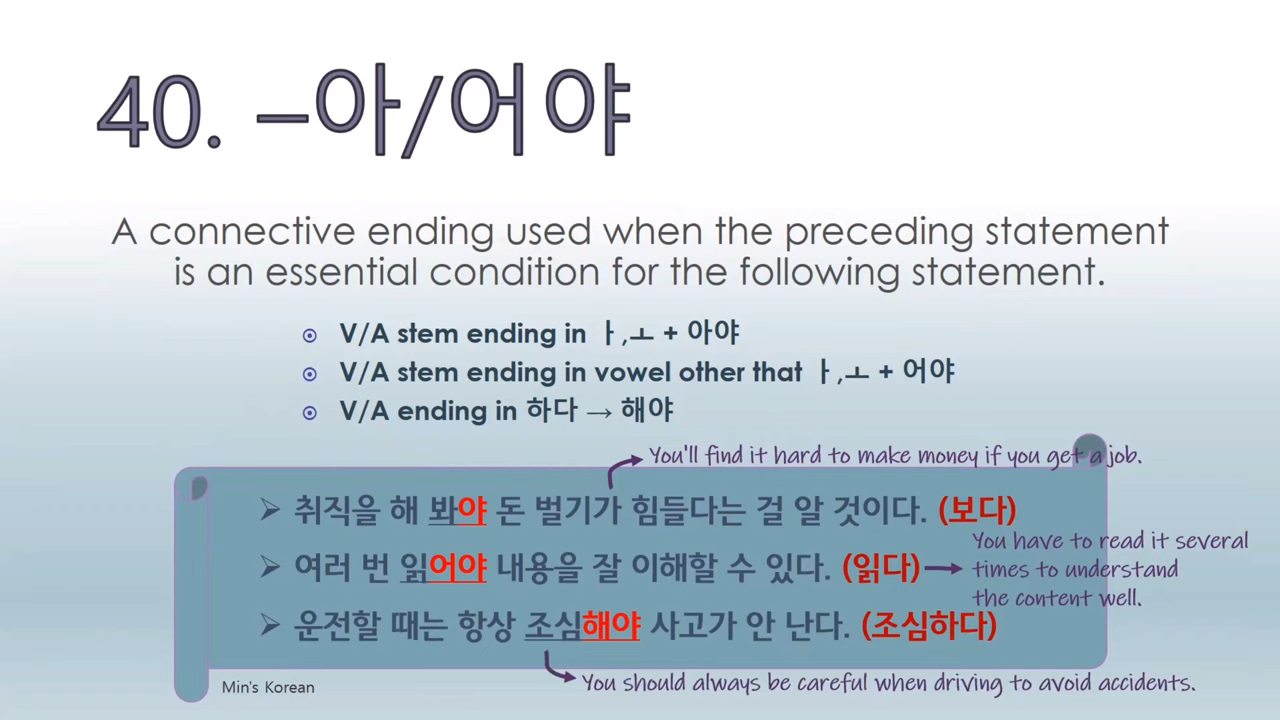 40. –아/어야
A connective ending used when the preceding statement
is an essential condition for the following statement.
V/A stem ending in ㅏ,ㅗ + 아야
V/A stem ending in vowel other that ㅏ,ㅗ + 어야
V/A ending in 하다 → 해야
You'll find it hard to make money if you get a job.
취직을 해 봐야 돈 벌기가 힘들다는 걸 알 것이다. (보다)
여러 번 읽어야 내용을 잘 이해할 수 있다. (읽다)
You have to read it several
times to understand
the content well.
운전할 때는 항상 조심해야 사고가 안 난다. (조심하다)
You should always be careful when driving to avoid accidents.
Min's Korean